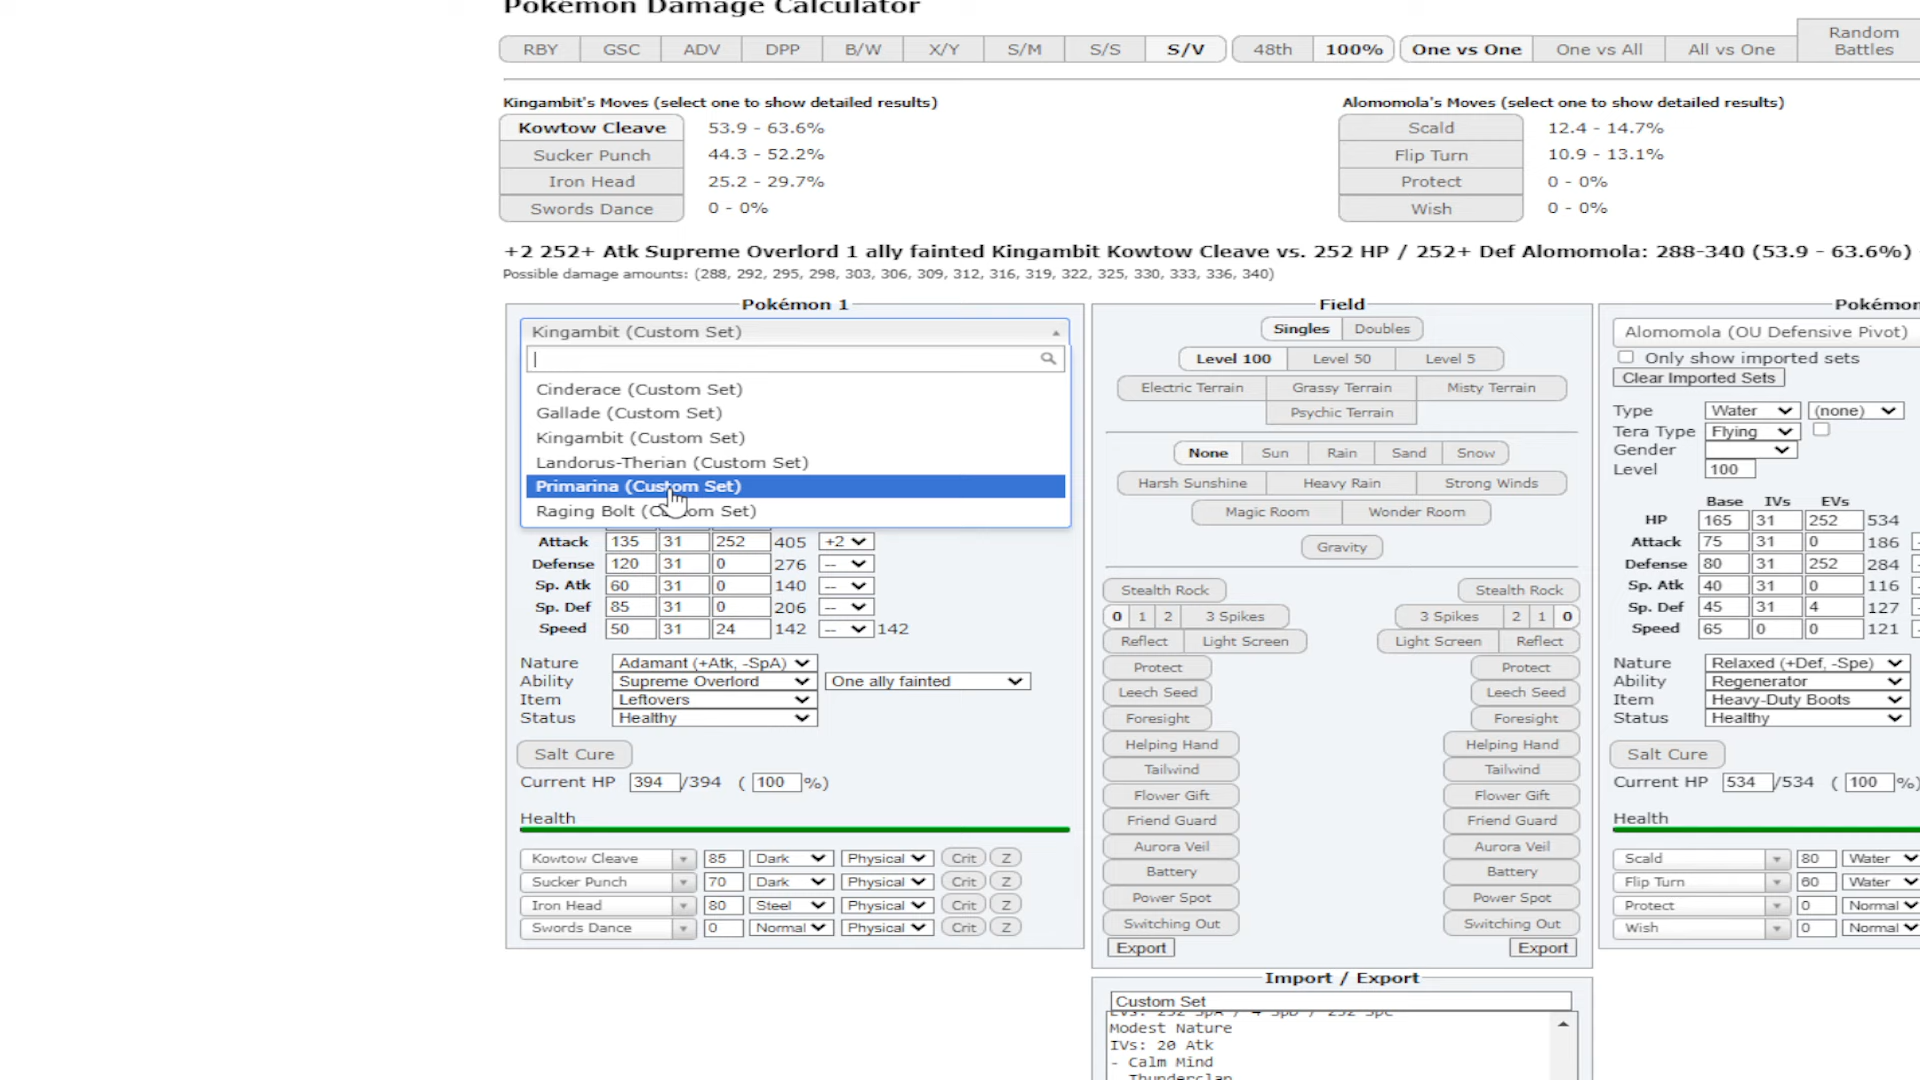 Pokémon Damage Calculator
RBY GSC ADV DPP B/W X/Y S/M S/S S/V 48th 100% One vs One One vs All All vs One Random Battles
Kingambit's Moves (select one to show detailed results)
Kowtow Cleave 53.9 - 63.6%
Sucker Punch 44.3 - 52.2%
Iron Head 25.2 - 29.7%
Swords Dance 0 - 0%
Alomomola's Moves (select one to show detailed results)
Scald 12.4 - 14.7%
Flip Turn 10.9 - 13.1%
Protect 0 - 0%
Wish 0 - 0%
+2 252+ Atk Supreme Overlord 1 ally fainted Kingambit Kowtow Cleave vs. 252 HP / 252+ Def Alomomola: 288-340 (53.9 - 63.6%)
Possible damage amounts: (288, 292, 295, 298, 303, 306, 309, 312, 316, 319, 322, 325, 330, 333, 336, 340)
Pokémon 1
Kingambit (Custom Set)
Cinderace (Custom Set)
Gallade (Custom Set)
Kingambit (Custom Set)
Landorus-Therian (Custom Set)
Primarina (Custom Set)
Raging Bolt (Custom Set)
Attack 135 31 252 405 +2
Defense 120 31 0 276 --
Sp. Atk 60 31 0 140 --
Sp. Def 85 31 0 206 --
Speed 50 31 24 142 -- 142
Nature Adamant (+Atk, -SpA)
Ability Supreme Overlord One ally fainted
Item Leftovers
Status Healthy
Salt Cure
Current HP 394 /394 ( 100 %)
Health
Kowtow Cleave 85 Dark Physical Crit Z
Sucker Punch 70 Dark Physical Crit Z
Iron Head 80 Steel Physical Crit Z
Swords Dance 0 Normal Physical Crit Z
Field
Singles Doubles
Level 100 Level 50 Level 5
Electric Terrain Grassy Terrain Misty Terrain
Psychic Terrain
None Sun Rain Sand Snow
Harsh Sunshine Heavy Rain Strong Winds
Magic Room Wonder Room
Gravity
Stealth Rock Stealth Rock
0 1 2 3 Spikes 3 Spikes 2 1 0
Reflect Light Screen Light Screen Reflect
Protect Protect
Leech Seed Leech Seed
Foresight Foresight
Helping Hand Helping Hand
Tailwind Tailwind
Flower Gift Flower Gift
Friend Guard Friend Guard
Aurora Veil Aurora Veil
Battery Battery
Power Spot Power Spot
Switching Out Switching Out
Export Export
Import / Export
Custom Set
EVs: 252 SpA / 4 SpD / 252 Spe
Modest Nature
IVs: 20 Atk
- Calm Mind
Thunderclap
Pokémon
Alomomola (OU Defensive Pivot)
Only show imported sets
Clear Imported Sets
Type Water (none)
Tera Type Flying
Gender
Level 100
Base IVs EVs
HP 165 31 252 534
Attack 75 31 0 186
Defense 80 31 252 284
Sp. Atk 40 31 0 116
Sp. Def 45 31 4 127
Speed 65 0 0 121
Nature Relaxed (+Def, -Spe)
Ability Regenerator
Item Heavy-Duty Boots
Status Healthy
Salt Cure
Current HP 534 /534 ( 100 %)
Health
Scald 80 Water
Flip Turn 60 Water
Protect 0 Normal
Wish 0 Normal